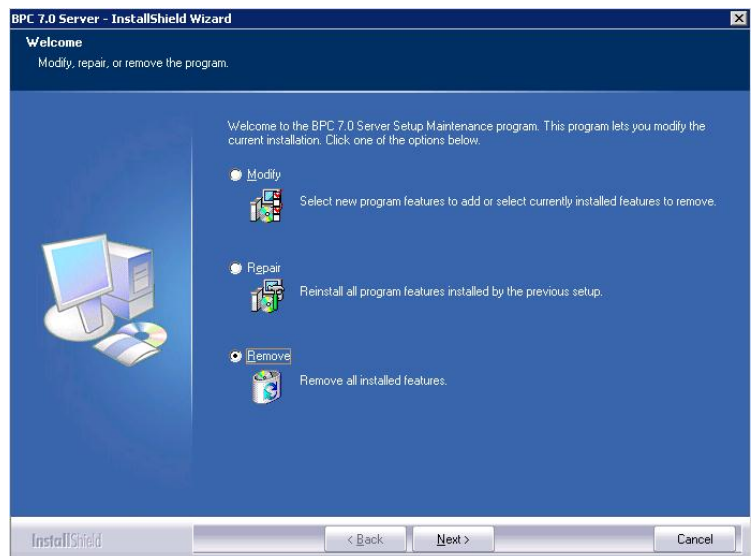 BPC 7.0 Server - InstallShield Wizard
Welcome
Modify, repair, or remove the program.
Welcome to the BPC 7.0 Server Setup Maintenance program. This program lets you modify the
current installation. Click one of the options below.
Modify
Select new program features to add or select currently installed features to remove.
Repair
Reinstall all program features installed by the previous setup.
Remove
Remove all installed features.
InstallShield
< Back
Next >
Cancel